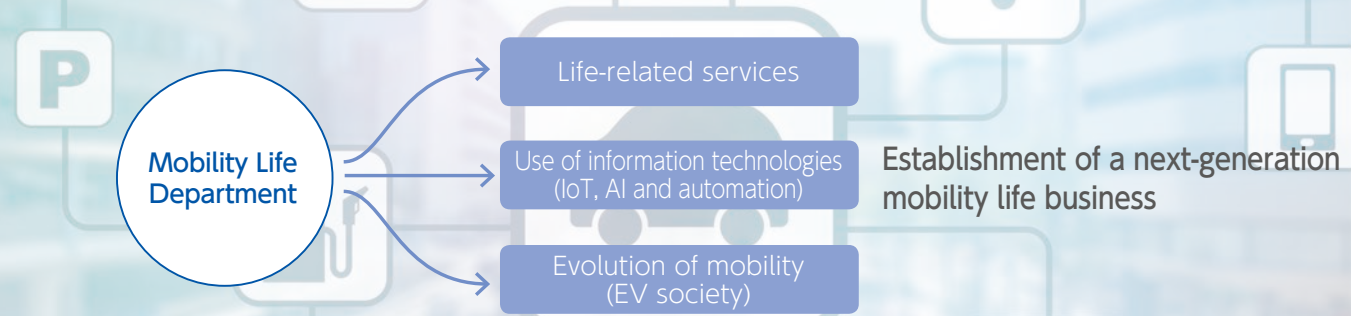 P
Mobility Life
Department
Life-related services
Use of information technologies
(IoT, AI and automation)
Evolution of mobility
(EV society)
Establishment of a next-generation
mobility life business